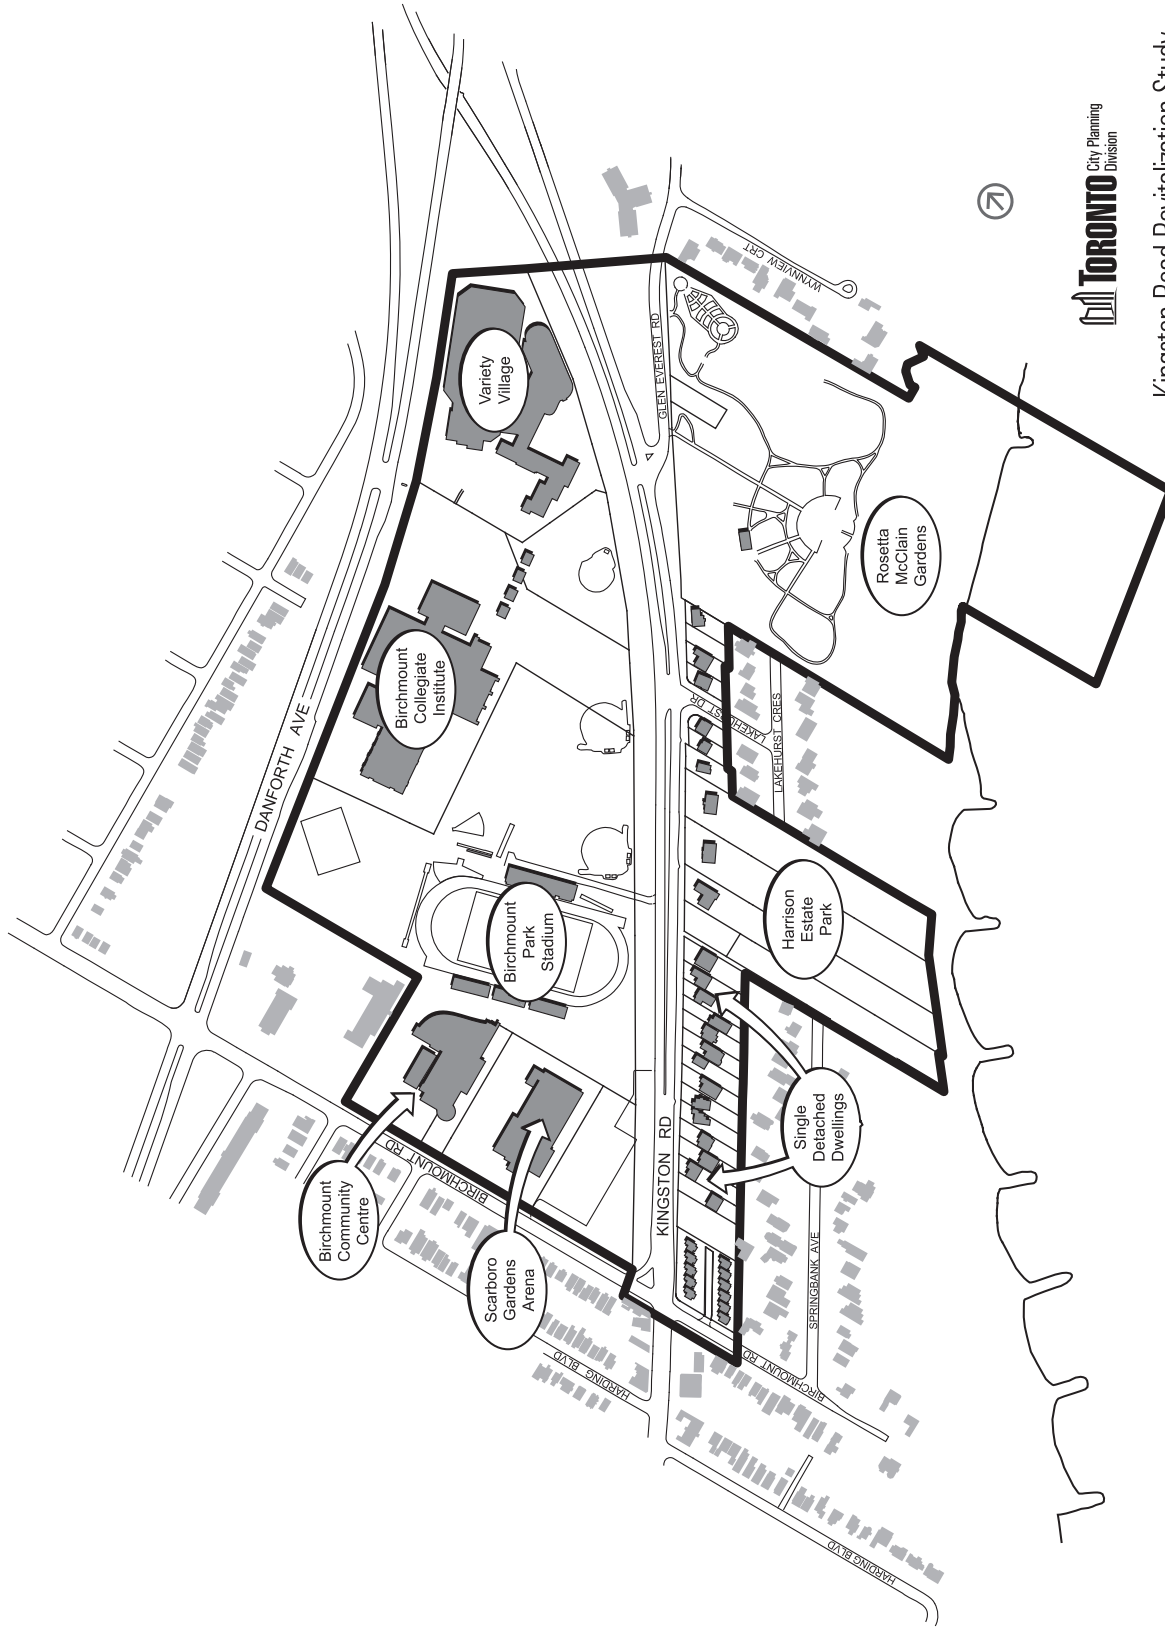 DANFORTH AVE
Variety
Village
Birchmount
Collegiate
Institute
Birchmount
Park
Stadium
Birchmount
Community
Centre
Scarboro
Gardens
Arena
BIRCHMOUNT RD
HARDING BLVD
KINGSTON RD
GLEN EVEREST RD
WYNNVIEW CRT
Rosetta
McClain
Gardens
LAKEHURST DR
LAKEHURST CRES
Harrison
Estate
Park
Single
Detached
Dwellings
SPRINGBANK AVE
BIRCHMOUNT RD
HARDING BLVD
TORONTO City Planning
Division
Kingston Road Revitalization Study